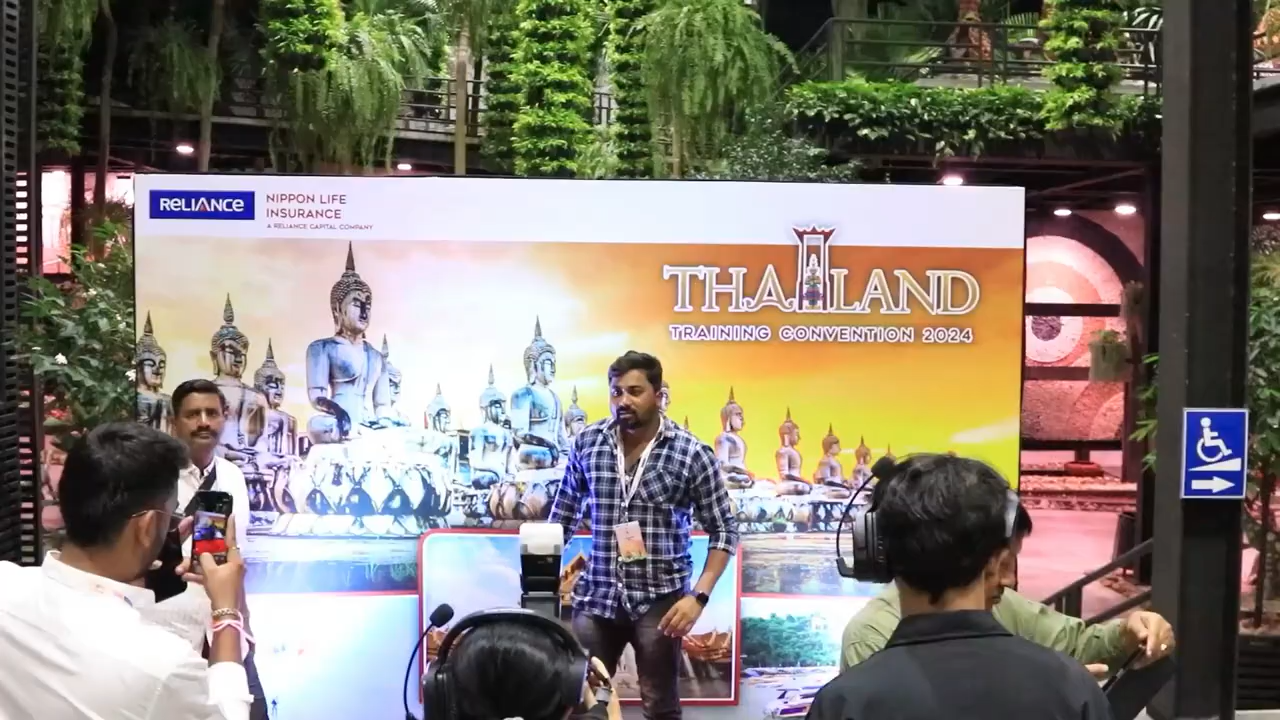 RELIANCE
NIPPON LIFE
INSURANCE
A RELIANCE CAPITAL COMPANY
THAILAND
TRAINING CONVENTION 2024